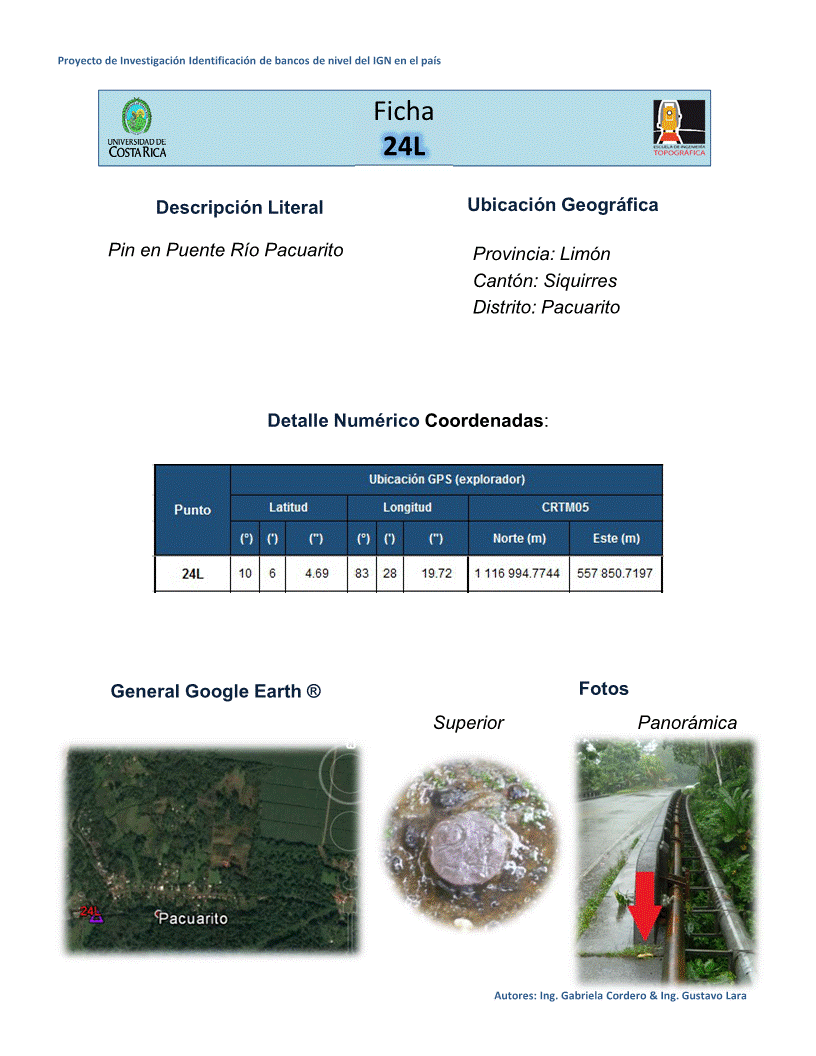 Proyecto de Investigación Identificación de bancos de nivel del IGN en el país
UNIVERSIDAD DE
COSTA RICA
Ficha
24L
ESCUELA DE INGENIERÍA
TOPOGRÁFICA
Descripción Literal
Pin en Puente Río Pacuarito
Ubicación Geográfica
Provincia: Limón
Cantón: Siquirres
Distrito: Pacuarito
Detalle Numérico Coordenadas:
Punto
Ubicación GPS (explorador)
Latitud Longitud CRTM05
(°) (') (") (°) (') (") Norte (m) Este (m)
24L 10 6 4.69 83 28 19.72 1 116 994.7744 557 850.7197
General Google Earth ®
Fotos
Superior Panorámica
24L
Pacuarito
Autores: Ing. Gabriela Cordero & Ing. Gustavo Lara